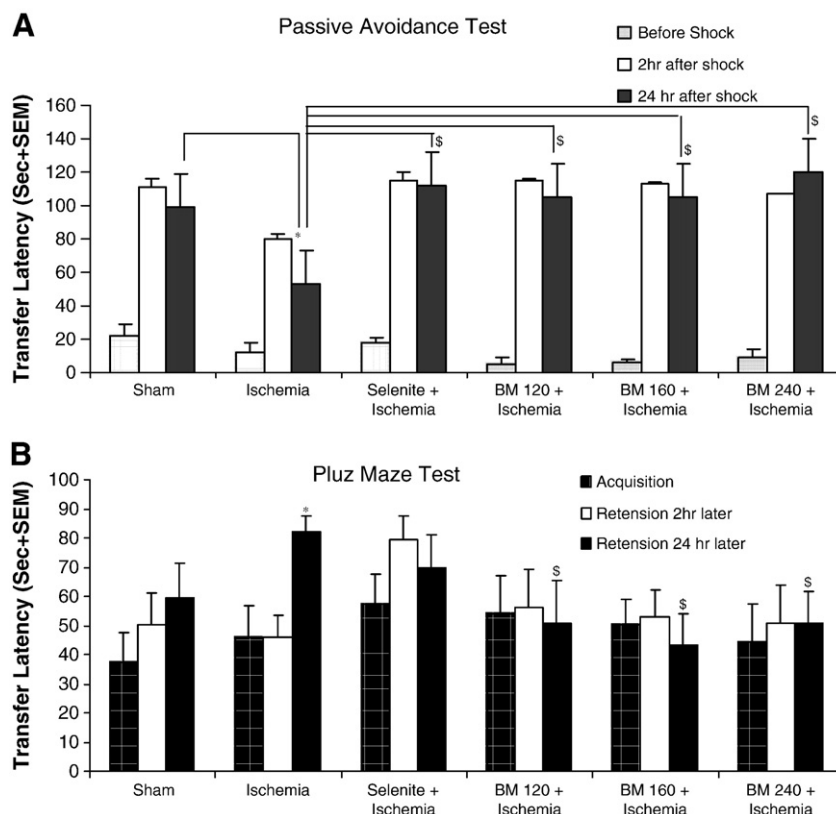 A
Passive Avoidance Test
Before Shock
2hr after shock
24 hr after shock
Transfer Latency (Sec+SEM)
160
140
120
100
80
60
40
20
0
*
$
$
$
$
Sham
Ischemia
Selenite +
Ischemia
BM 120 +
Ischemia
BM 160 +
Ischemia
BM 240 +
Ischemia
B
Pluz Maze Test
Acquisition
Retension 2hr later
Retension 24 hr later
Transfer Latency (Sec+SEM)
100
90
80
70
60
50
40
30
20
10
0
*
$
$
$
Sham
Ischemia
Selenite +
Ischemia
BM 120 +
Ischemia
BM 160 +
Ischemia
BM 240 +
Ischemia